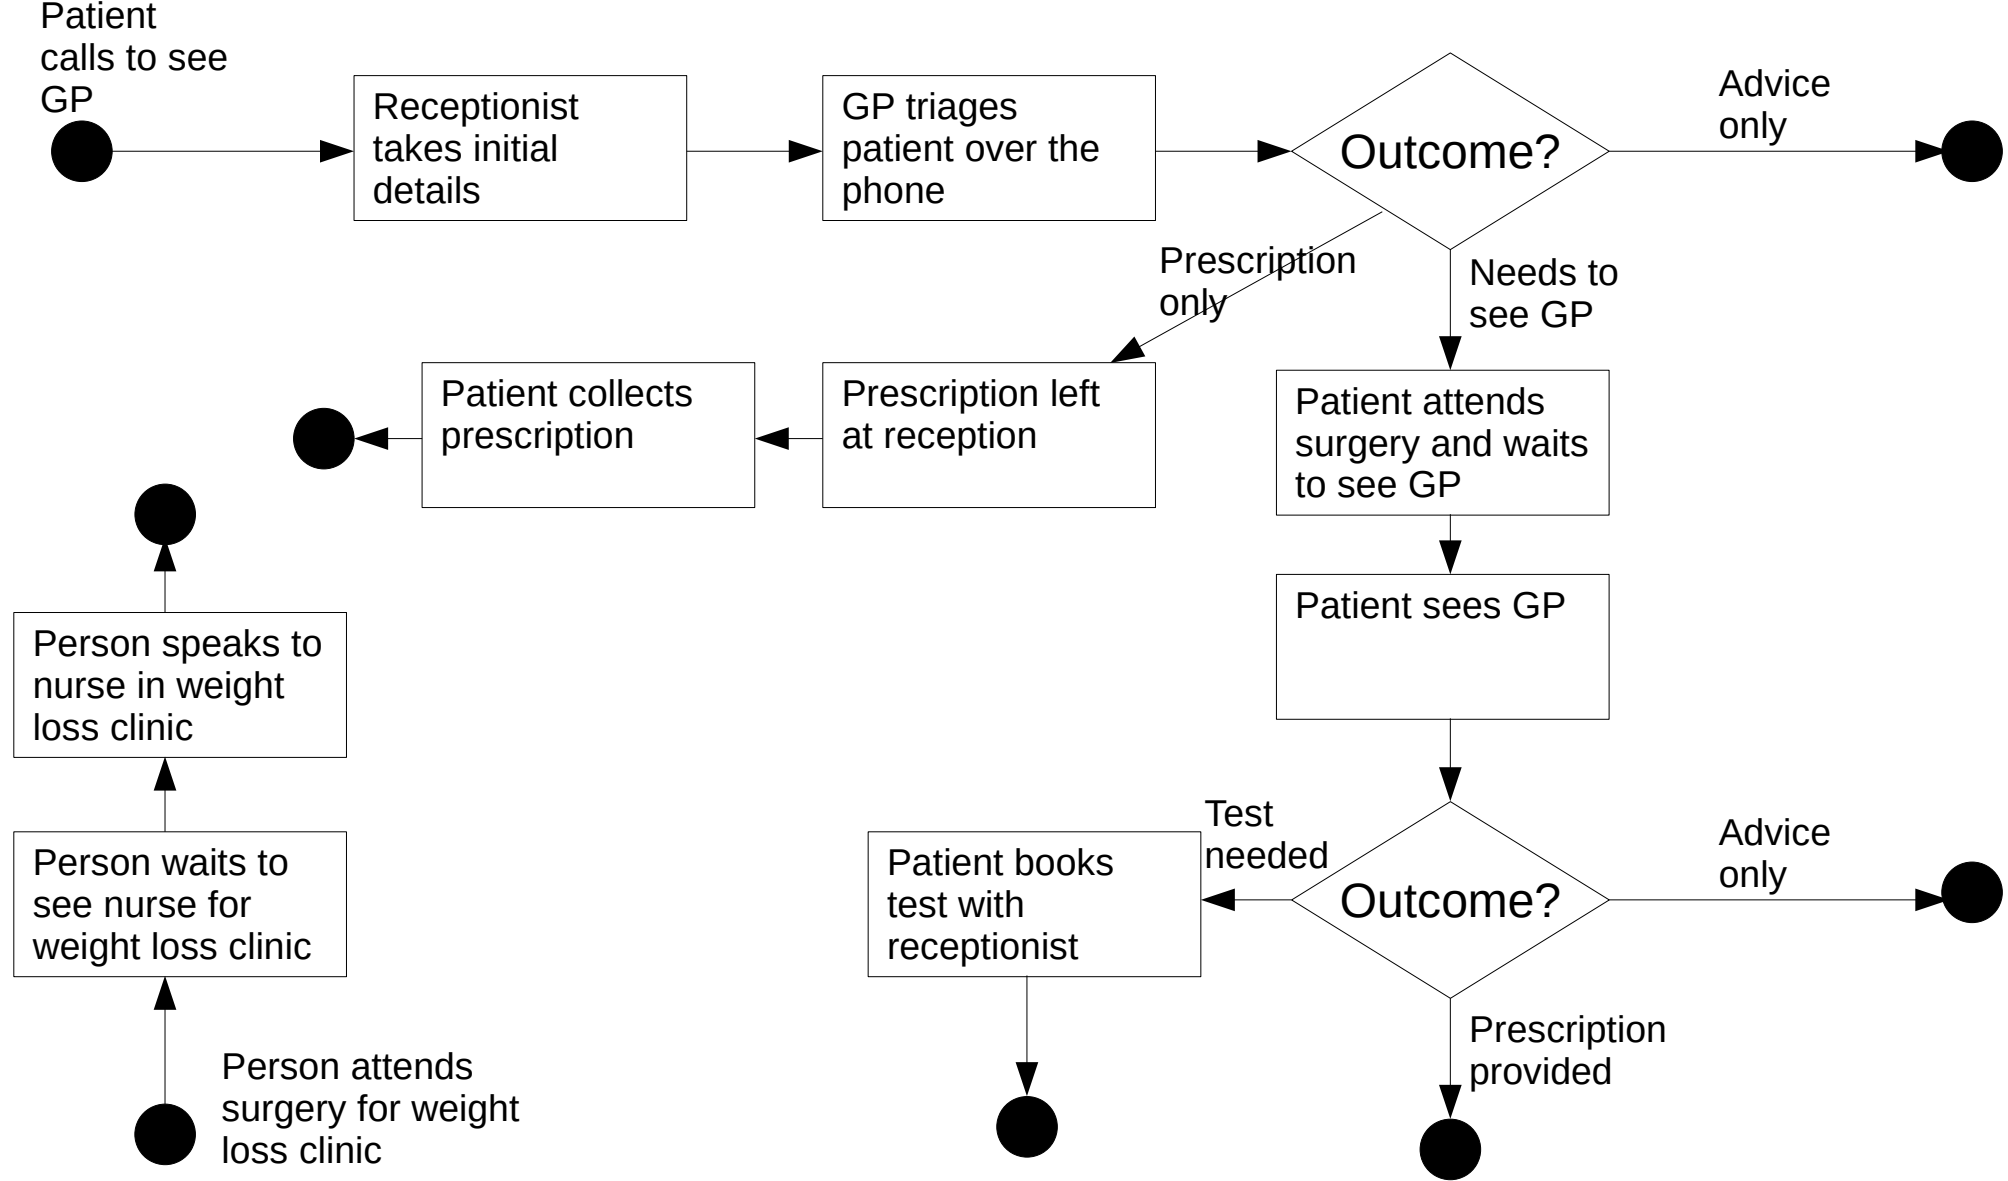 Patient
calls to see
GP
Receptionist
takes initial
details
GP triages
patient over the
phone
Outcome?
Advice
only
Prescription
only
Needs to
see GP
Patient collects
prescription
Prescription left
at reception
Patient attends
surgery and waits
to see GP
Patient sees GP
Person speaks to
nurse in weight
loss clinic
Person waits to
see nurse for
weight loss clinic
Person attends
surgery for weight
loss clinic
Test
needed
Patient books
test with
receptionist
Outcome?
Advice
only
Prescription
provided